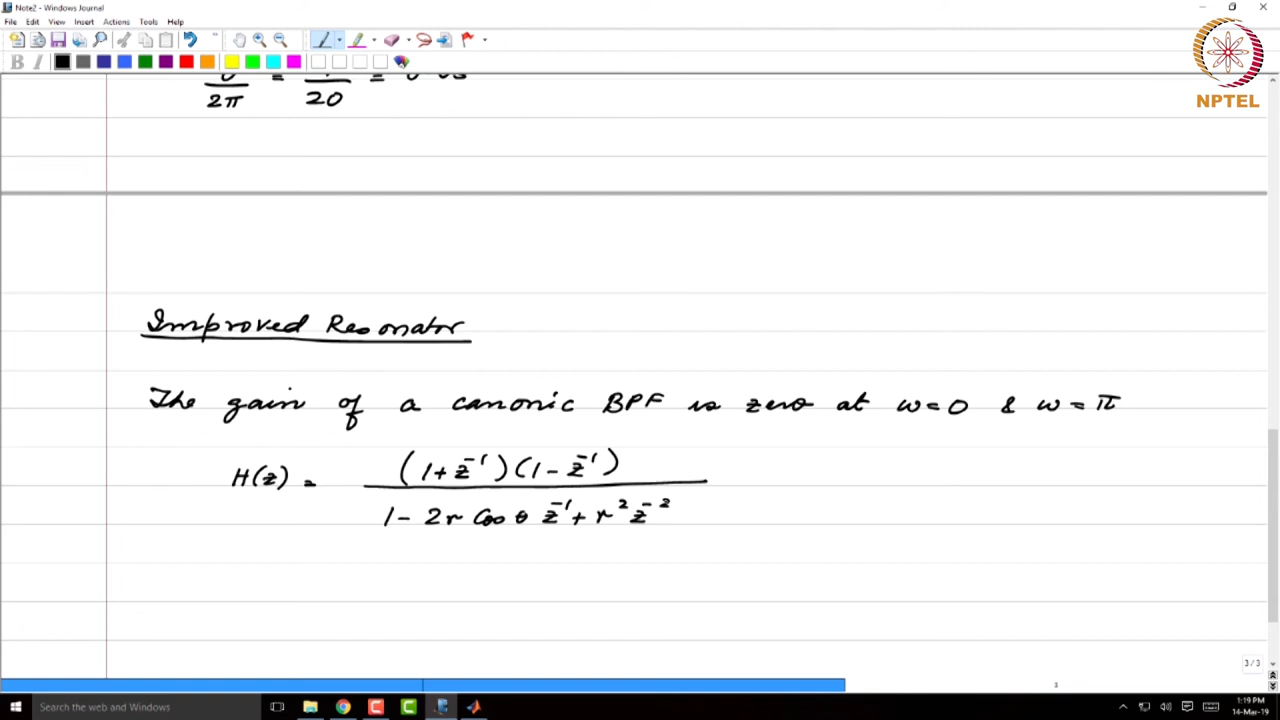 Note2 - Windows Journal
File Edit View Insert Actions Tools Help
NPTEL
2π 20
Improved Resonator
The gain of a canonic BPF is zero at ω=0 & ω=π
H(z) = (1+z⁻¹)(1-z⁻¹)
1-2r Cos θ z⁻¹+r²z⁻²
3/3
3
Search the web and Windows
1:19 PM
14-Mar-19